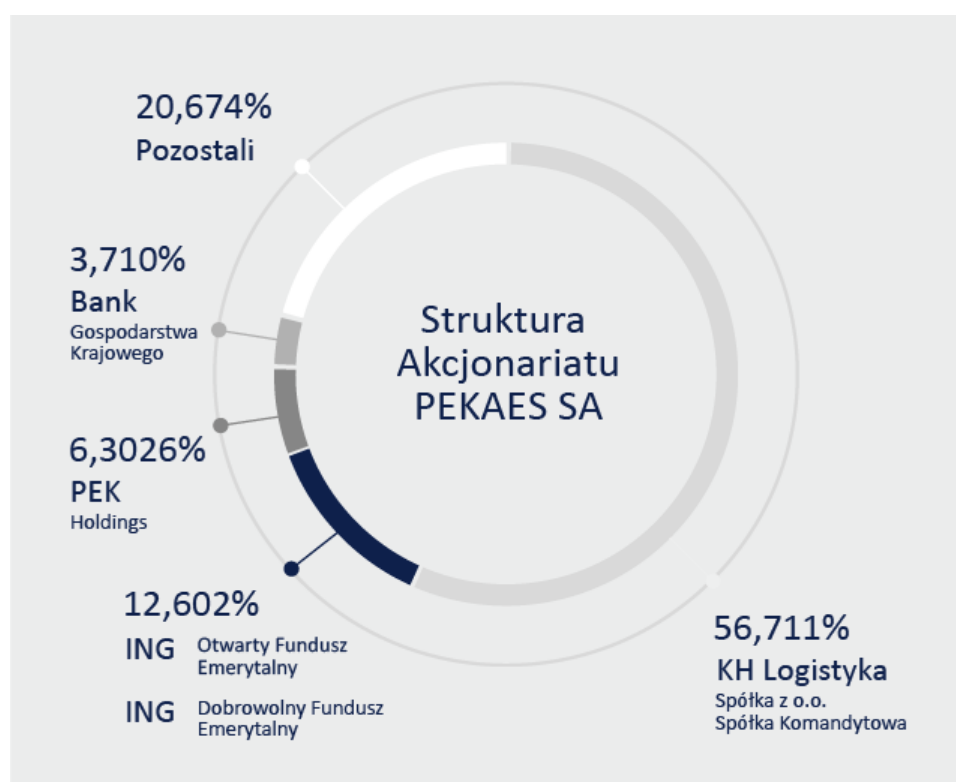 20,674%
Pozostali
3,710%
Bank
Gospodarstwa
Krajowego
6,3026%
PEK
Holdings
12,602%
ING Otwarty Fundusz
Emerytalny
ING Dobrowolny Fundusz
Emerytalny
Struktura
Akcjonariatu
PEKAES SA
56,711%
KH Logistyka
Spółka z o.o.
Spółka Komandytowa